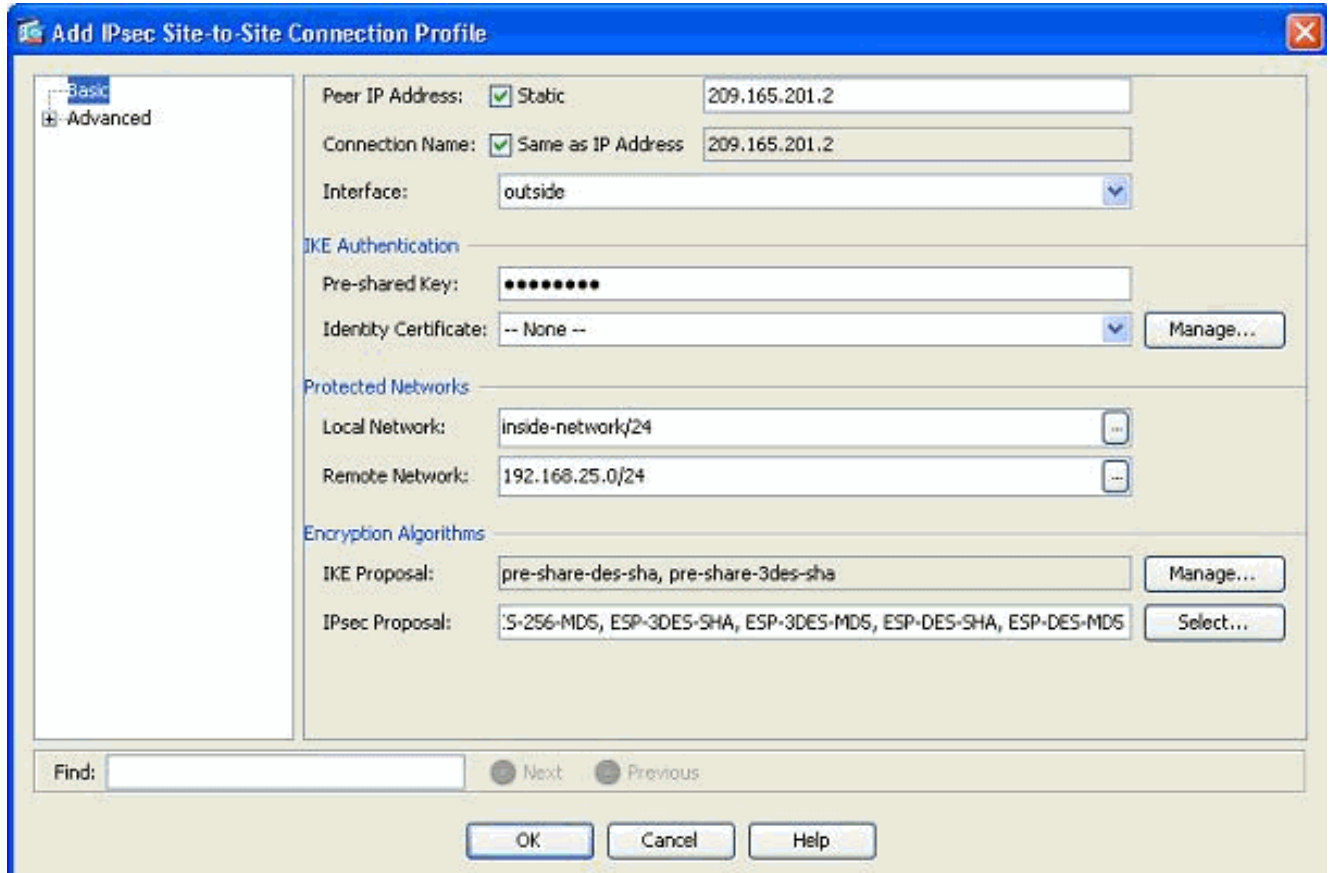 Add IPsec Site-to-Site Connection Profile
Basic
Advanced
Peer IP Address: Static 209.165.201.2
Connection Name: Same as IP Address 209.165.201.2
Interface: outside
IKE Authentication
Pre-shared Key: ••••••••
Identity Certificate: -- None -- Manage...
Protected Networks
Local Network: inside-network/24 ...
Remote Network: 192.168.25.0/24 ...
Encryption Algorithms
IKE Proposal: pre-share-des-sha, pre-share-3des-sha Manage...
IPsec Proposal: S-256-MD5, ESP-3DES-SHA, ESP-3DES-MD5, ESP-DES-SHA, ESP-DES-MD5 Select...
Find: Next Previous
OK Cancel Help